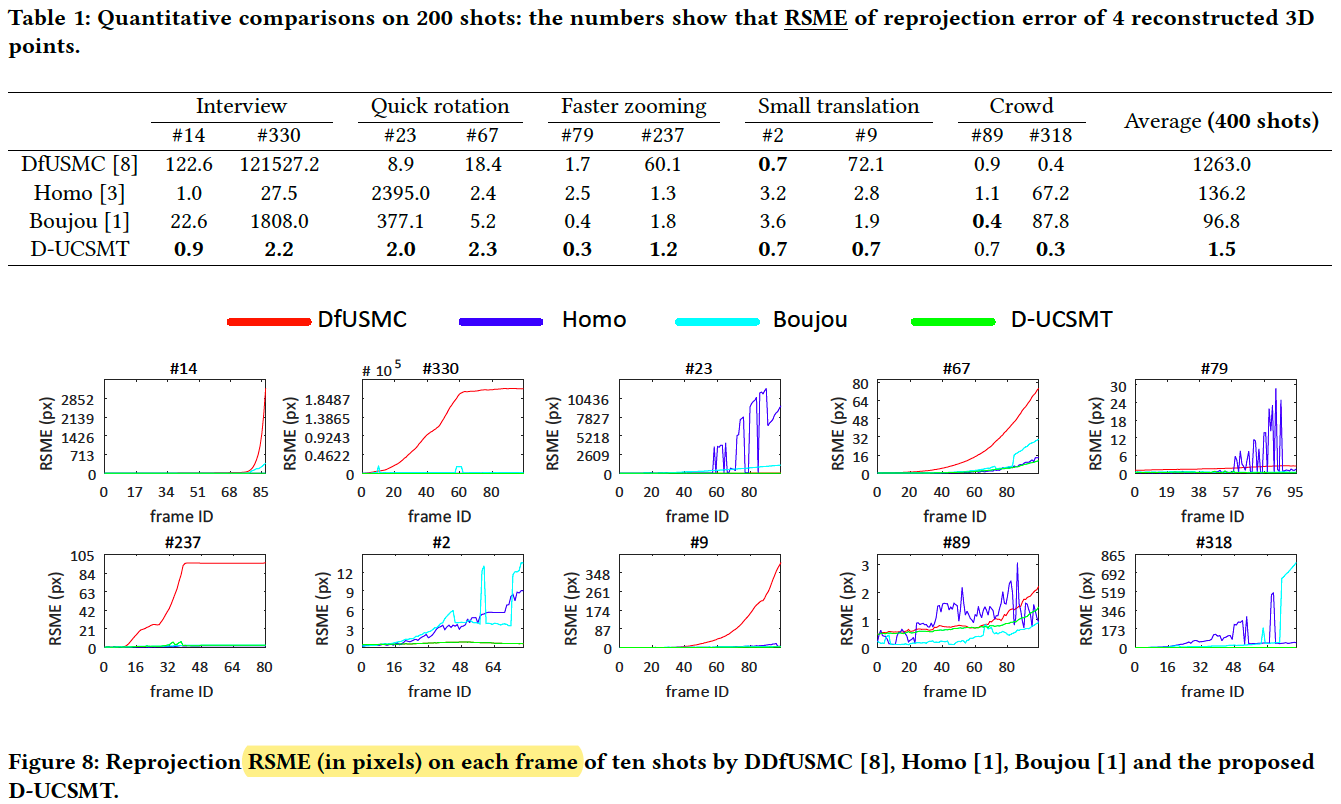 Table 1: Quantitative comparisons on 200 shots: the numbers show that RSME of reprojection error of 4 reconstructed 3D
points.
Interview Quick rotation Faster zooming Small translation Crowd Average (400 shots)
#14 #330 #23 #67 #79 #237 #2 #9 #89 #318
DfUSMC [8] 122.6 121527.2 8.9 18.4 1.7 60.1 0.7 72.1 0.9 0.4 1263.0
Homo [3] 1.0 27.5 2395.0 2.4 2.5 1.3 3.2 2.8 1.1 67.2 136.2
Boujou [1] 22.6 1808.0 377.1 5.2 0.4 1.8 3.6 1.9 0.4 87.8 96.8
D-UCSMT 0.9 2.2 2.0 2.3 0.3 1.2 0.7 0.7 0.7 0.3 1.5
DfUSMC Homo Boujou D-UCSMT
#14
RSME (px)
2852
2139
1426
713
0
0 17 34 51 68 85
frame ID
# 10 5 #330
RSME (px)
1.8487
1.3865
0.9243
0.4622
0
0 20 40 60 80
frame ID
#23
RSME (px)
10436
7827
5218
2609
0
0 20 40 60 80
frame ID
#67
RSME (px)
80
64
48
32
16
0
0 20 40 60 80
frame ID
#79
RSME (px)
30
24
18
12
6
0
0 19 38 57 76 95
frame ID
#237
RSME (px)
105
84
63
42
21
0
0 16 32 48 64 80
frame ID
#2
RSME (px)
12
9
6
3
0
0 16 32 48 64
frame ID
#9
RSME (px)
348
261
174
87
0
0 20 40 60 80
frame ID
#89
RSME (px)
3
2
1
0
0 20 40 60 80
frame ID
#318
RSME (px)
865
692
519
346
173
0
0 16 32 48 64
frame ID
Figure 8: Reprojection RSME (in pixels) on each frame of ten shots by DDfUSMC [8], Homo [1], Boujou [1] and the proposed
D-UCSMT.